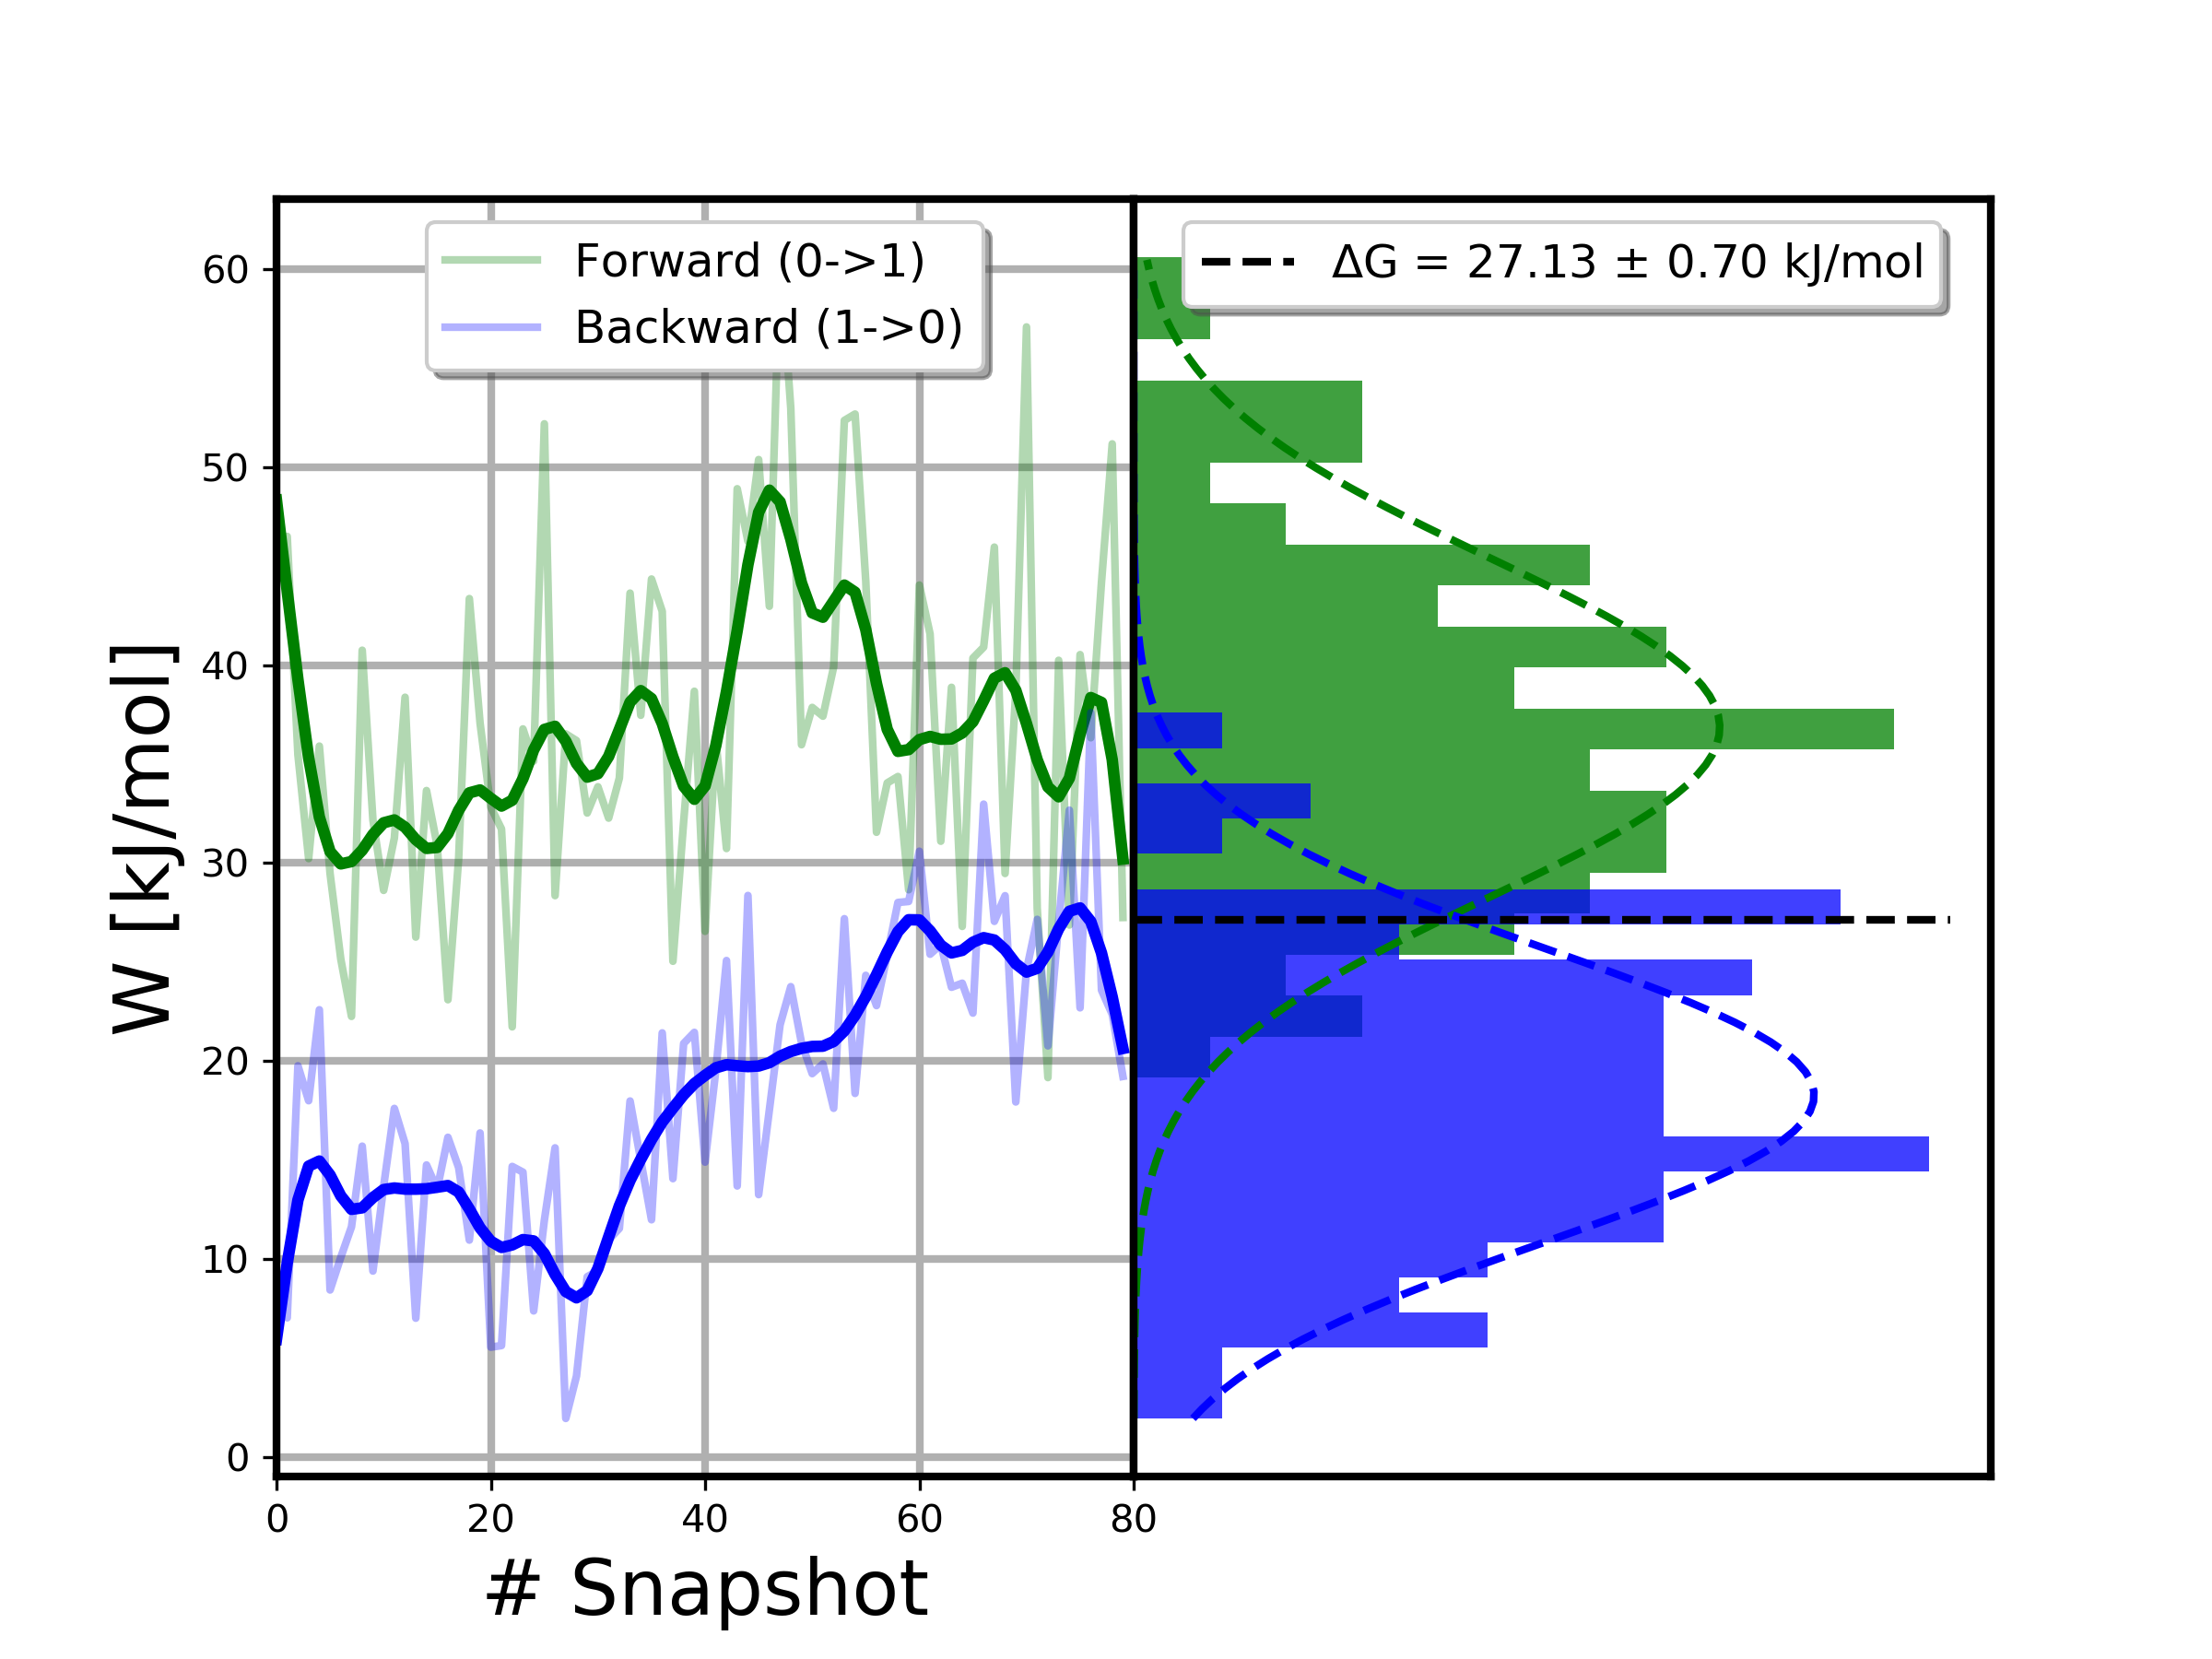 Forward (0->1)
Backward (1->0)
ΔG = 27.13 ± 0.70 kJ/mol
60
50
40
30
20
10
0
W [kJ/mol]
0 20 40 60 80
# Snapshot